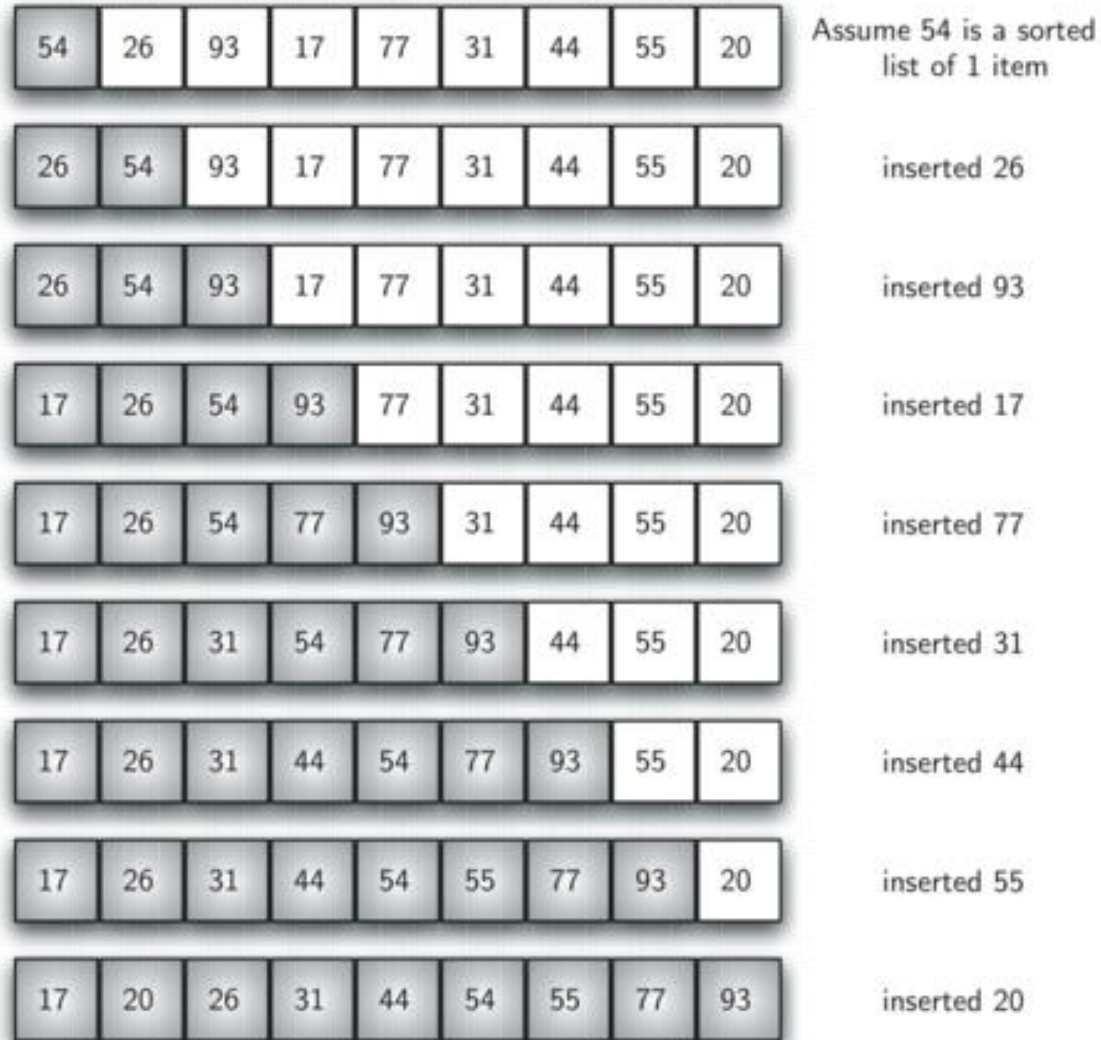 54 26 93 17 77 31 44 55 20 Assume 54 is a sorted
list of 1 item
26 54 93 17 77 31 44 55 20 inserted 26
26 54 93 17 77 31 44 55 20 inserted 93
17 26 54 93 77 31 44 55 20 inserted 17
17 26 54 77 93 31 44 55 20 inserted 77
17 26 31 54 77 93 44 55 20 inserted 31
17 26 31 44 54 77 93 55 20 inserted 44
17 26 31 44 54 55 77 93 20 inserted 55
17 20 26 31 44 54 55 77 93 inserted 20